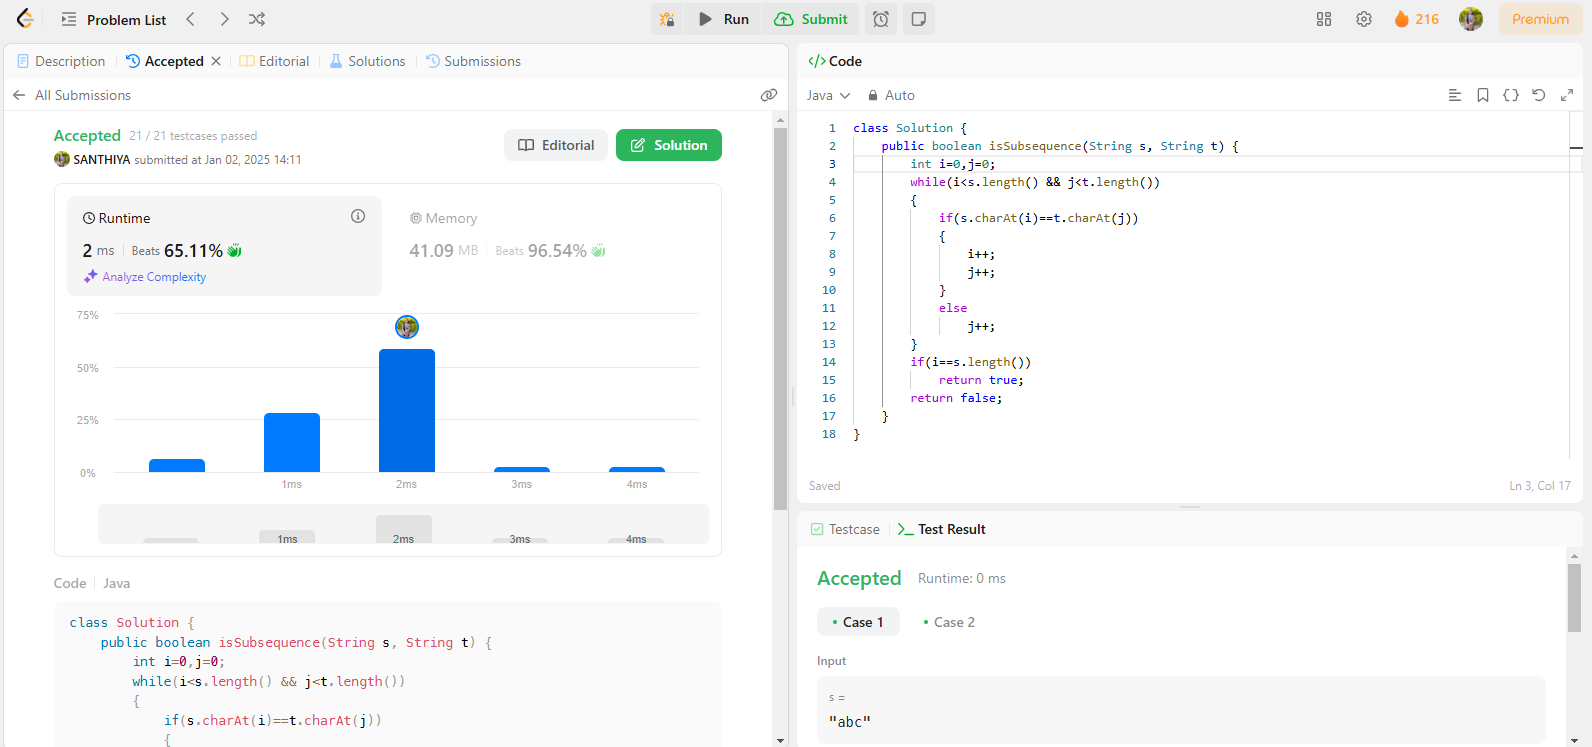 Problem List
Run
Submit
216
Premium
Description
Accepted
Editorial
Solutions
Submissions
All Submissions
Accepted 21 / 21 testcases passed
SANTHIYA submitted at Jan 02, 2025 14:11
Editorial
Solution
Runtime
2 ms Beats 65.11%
Analyze Complexity
Memory
41.09 MB Beats 96.54%
75%
50%
25%
0%
1ms 2ms 3ms 4ms
1ms 2ms 3ms 4ms
Code Java
class Solution {
    public boolean isSubsequence(String s, String t) {
        int i=0,j=0;
        while(i<s.length() && j<t.length())
        {
            if(s.charAt(i)==t.charAt(j))
            {
</> Code
Java Auto
1 class Solution {
2     public boolean isSubsequence(String s, String t) {
3         int i=0,j=0;
4         while(i<s.length() && j<t.length())
5         {
6             if(s.charAt(i)==t.charAt(j))
7             {
8                 i++;
9                 j++;
10             }
11             else
12                 j++;
13         }
14         if(i==s.length())
15             return true;
16         return false;
17     }
18 }
Saved
Ln 3, Col 17
Testcase
Test Result
Accepted Runtime: 0 ms
Case 1 Case 2
Input
s =
"abc"